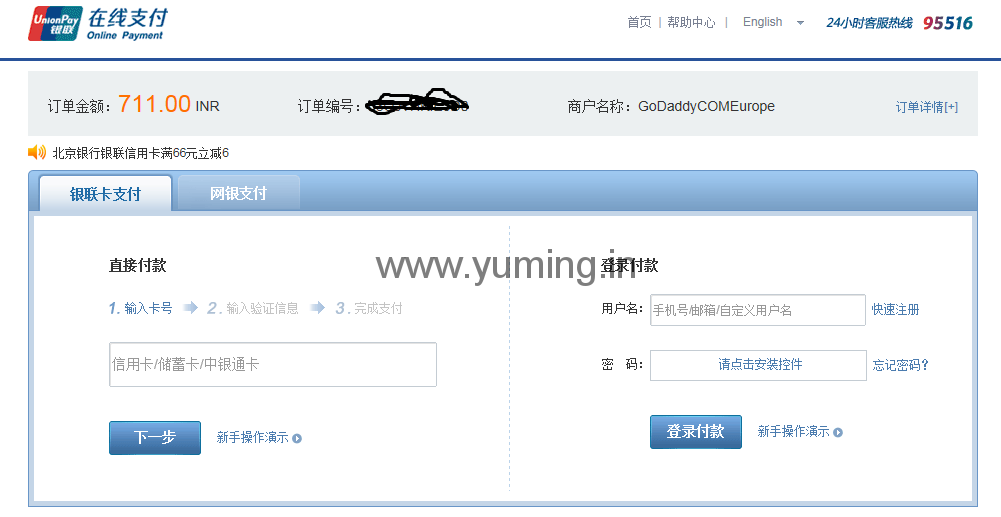 UnionPay 银联 在线支付 Online Payment
首页 | 帮助中心 | English 24小时客服热线 95516
订单金额：711.00 INR 订单编号： 商户名称：GoDaddyCOMEurope 订单详情[+]
北京银行银联信用卡满66元立减6
银联卡支付 网银支付
直接付款 www.yuming.in 登录付款
1. 输入卡号 2. 输入验证信息 3. 完成支付
用户名： 手机号/邮箱/自定义用户名 快速注册
信用卡/储蓄卡/中银通卡
密 码： 请点击安装控件 忘记密码?
下一步 新手操作演示
登录付款 新手操作演示